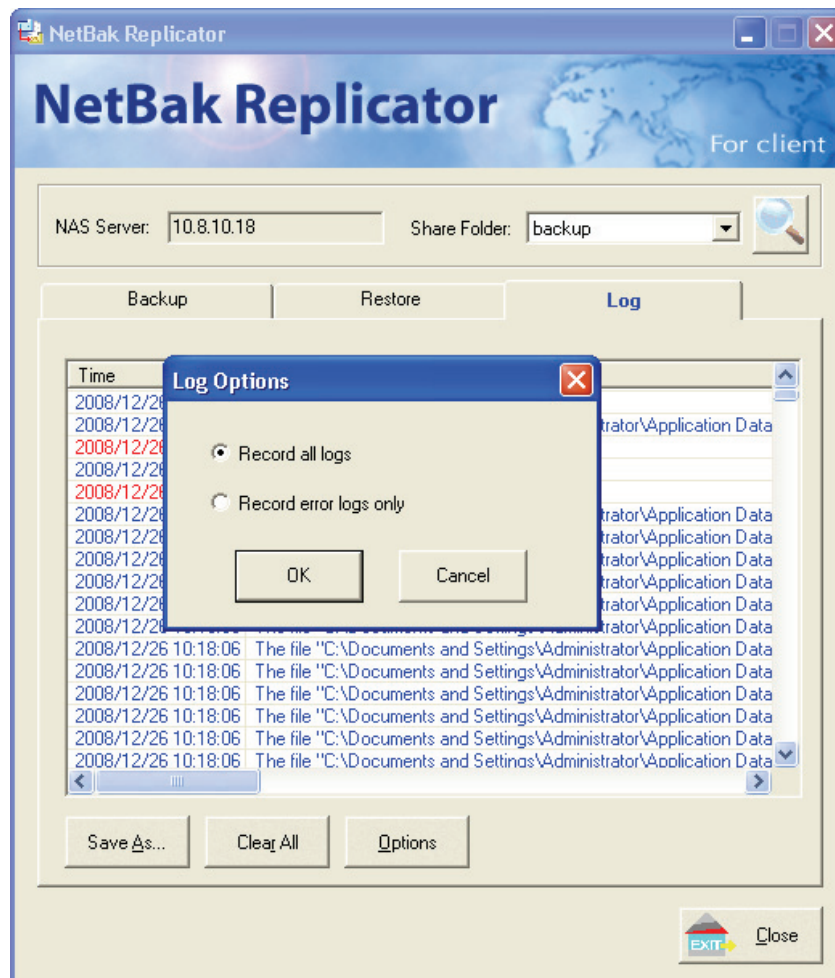 NetBak Replicator
NetBak Replicator
For client
NAS Server: 10.8.10.18 Share Folder: backup
Backup Restore Log
Time
Log Options
Record all logs
Record error logs only
OK Cancel
2008/12/26
2008/12/26 trator\Application Data
2008/12/26
2008/12/26
2008/12/26
2008/12/26 trator\Application Data
2008/12/26 trator\Application Data
2008/12/26 trator\Application Data
2008/12/26 trator\Application Data
2008/12/26 trator\Application Data
2008/12/26 Application Data
2008/12/26 10:18:06 The file "C:\Documents and Settings\Administrator\Application Data
2008/12/26 10:18:06 The file "C:\Documents and Settings\Administrator\Application Data
2008/12/26 10:18:06 The file "C:\Documents and Settings\Administrator\Application Data
2008/12/26 10:18:06 The file "C:\Documents and Settings\Administrator\Application Data
2008/12/26 10:18:06 The file "C:\Documents and Settings\Administrator\Application Data
2008/12/26 10:18:06 The file "C:\Documents and Settings\Administrator\Application Data
Save As... Clear All Options
EXIT Close